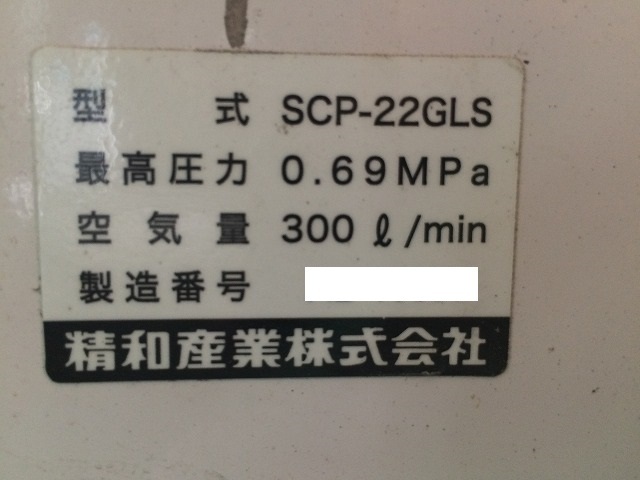 型式 SCP-22GLS
最高圧力 0.69MPa
空気量 300ℓ/min
製造番号
精和産業株式会社